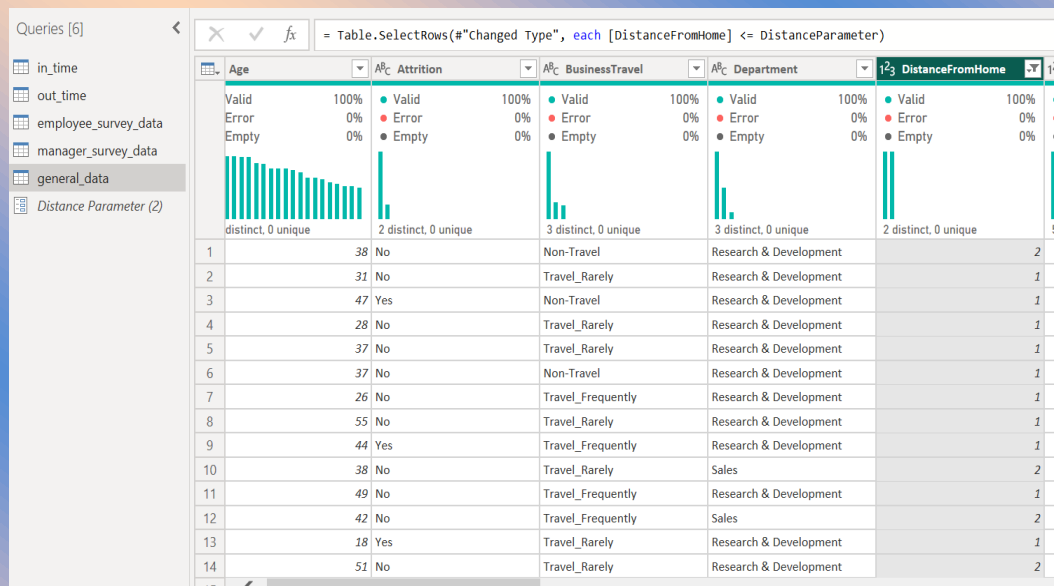 Queries [6]
fx = Table.SelectRows(#"Changed Type", each [DistanceFromHome] <= DistanceParameter)
in_time
out_time
employee_survey_data
manager_survey_data
general_data
Distance Parameter (2)
Age ABC Attrition ABC BusinessTravel ABC Department 123 DistanceFromHome
Valid 100% Valid 100% Valid 100% Valid 100% Valid 100%
Error 0% Error 0% Error 0% Error 0% Error 0%
Empty 0% Empty 0% Empty 0% Empty 0% Empty 0%
distinct, 0 unique 2 distinct, 0 unique 3 distinct, 0 unique 3 distinct, 0 unique 2 distinct, 0 unique
1 38 No Non-Travel Research & Development 2
2 31 No Travel_Rarely Research & Development 1
3 47 Yes Non-Travel Research & Development 1
4 28 No Travel_Rarely Research & Development 1
5 37 No Travel_Rarely Research & Development 1
6 37 No Non-Travel Research & Development 1
7 26 No Travel_Frequently Research & Development 1
8 55 No Travel_Rarely Research & Development 1
9 44 Yes Travel_Frequently Research & Development 1
10 38 No Travel_Rarely Sales 2
11 49 No Travel_Frequently Research & Development 1
12 42 No Travel_Frequently Sales 2
13 18 Yes Travel_Rarely Research & Development 1
14 51 No Travel_Rarely Research & Development 2